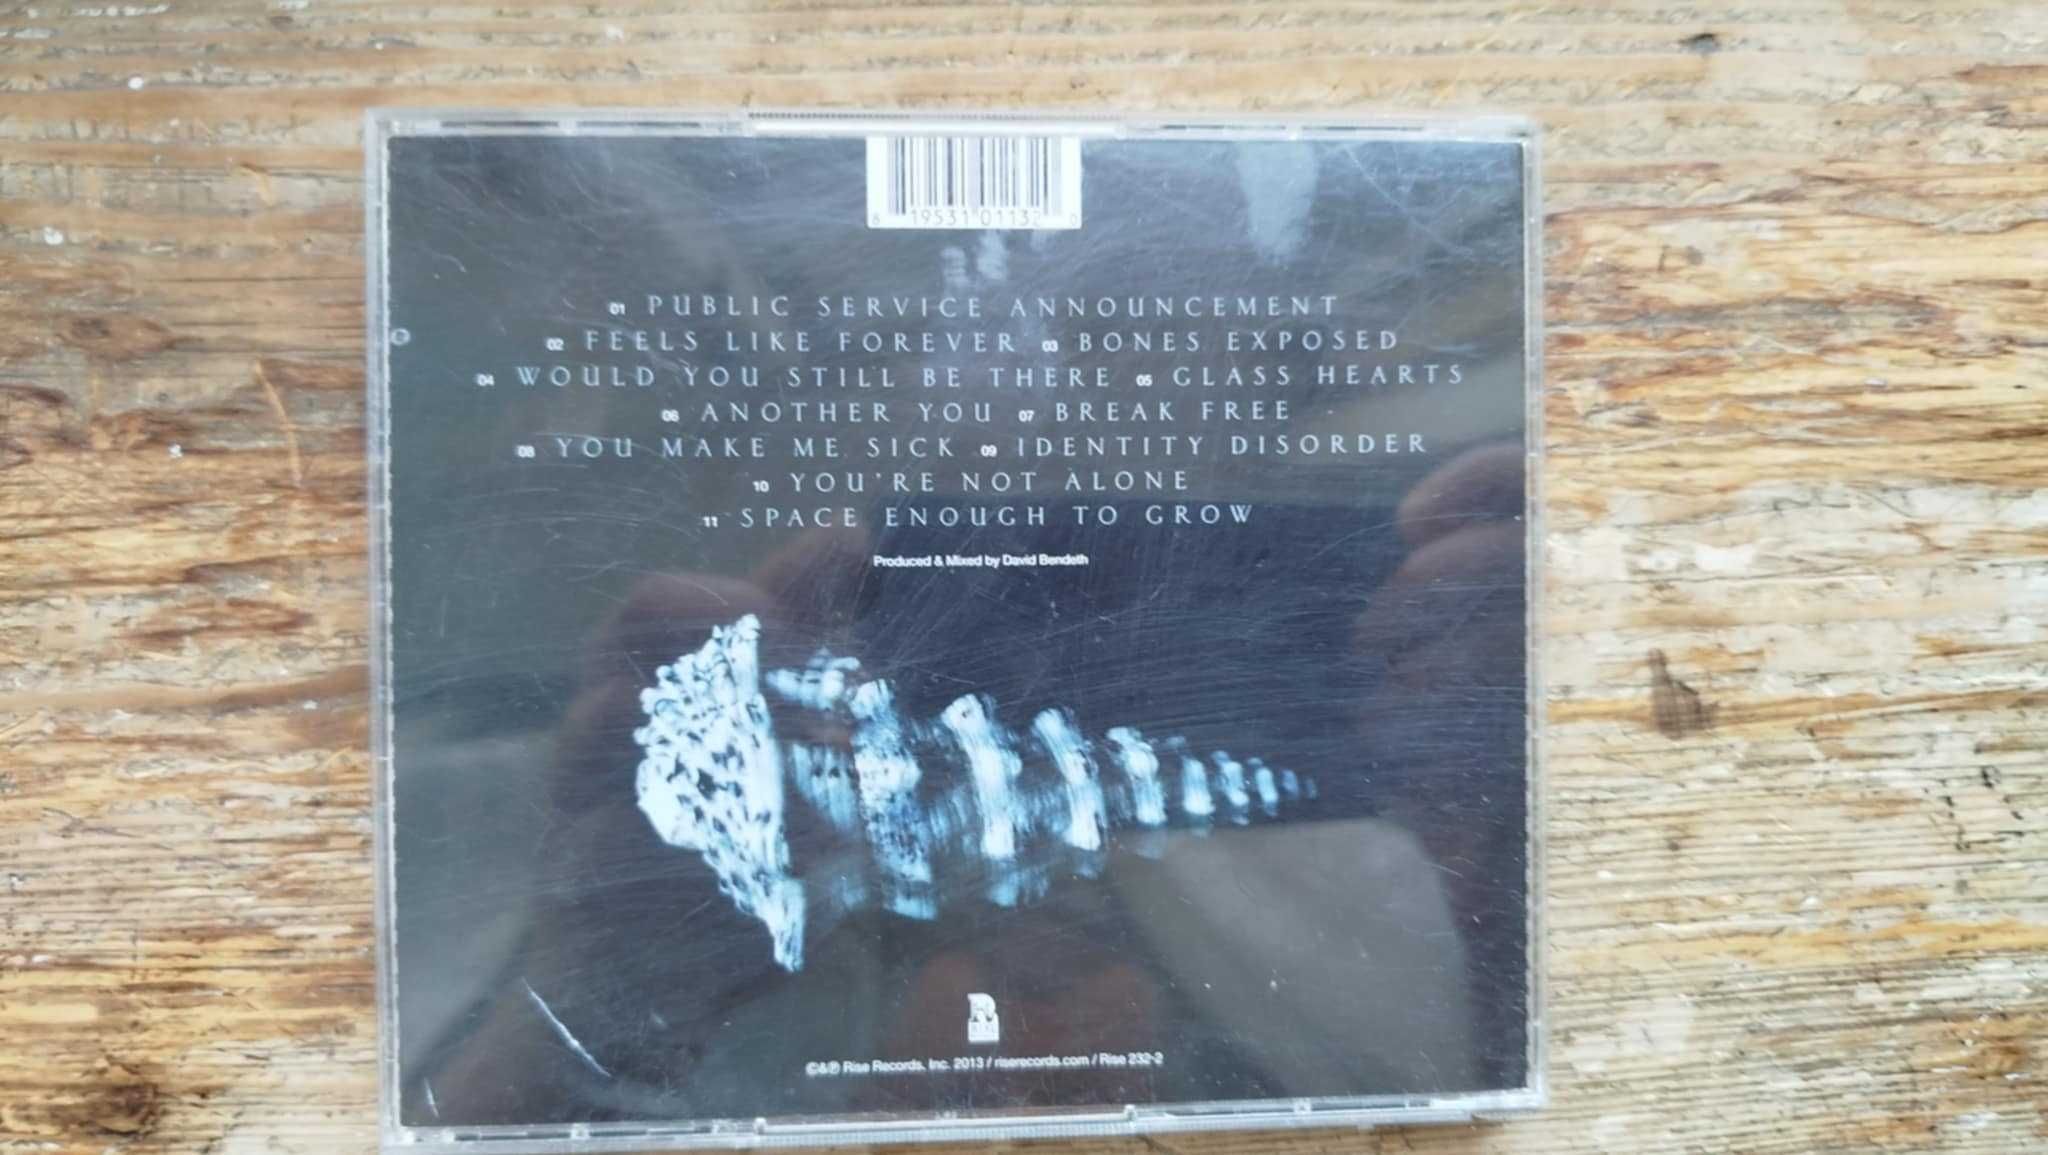 8 19531 01132 0
01 PUBLIC SERVICE ANNOUNCEMENT
02 FEELS LIKE FOREVER 03 BONES EXPOSED
04 WOULD YOU STILL BE THERE 05 GLASS HEARTS
06 ANOTHER YOU 07 BREAK FREE
08 YOU MAKE ME SICK 09 IDENTITY DISORDER
10 YOU'RE NOT ALONE
11 SPACE ENOUGH TO GROW
Produced & Mixed by David Bendeth
R
RISE
©&℗ Rise Records, Inc. 2013 / riserecords.com / Rise 232-2